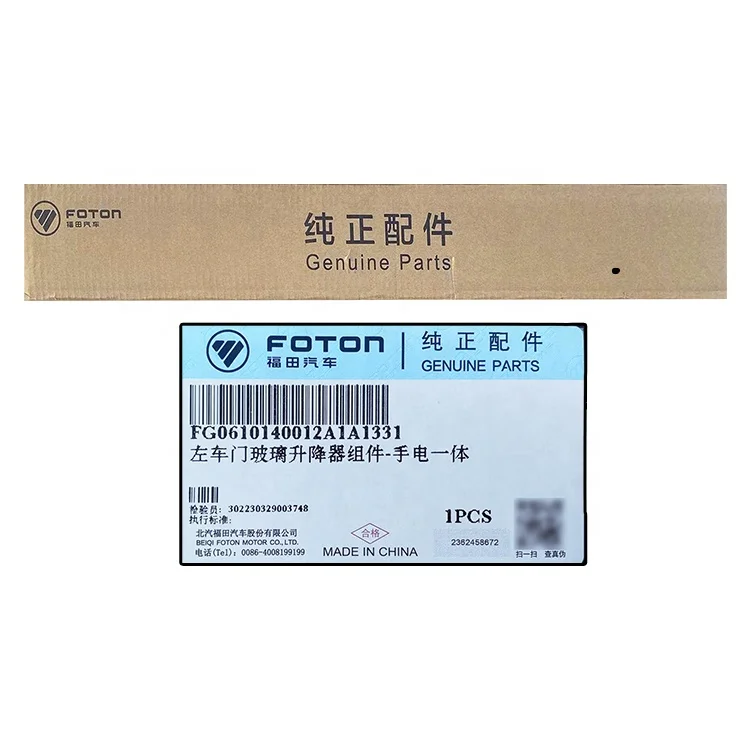 FOTON
福田汽车
纯正配件
Genuine Parts
FOTON
福田汽车
纯正配件
GENUINE PARTS
FG0610140012A1A1331
左车门玻璃升降器组件-手电一体
检验员: 302230329003748
执行标准:
北汽福田汽车股份有限公司
BEIQI FOTON MOTOR CO., LTD.
电话(Tel): 0086-4008199199
合格
MADE IN CHINA
1PCS
2362458672
扫一扫 查真伪